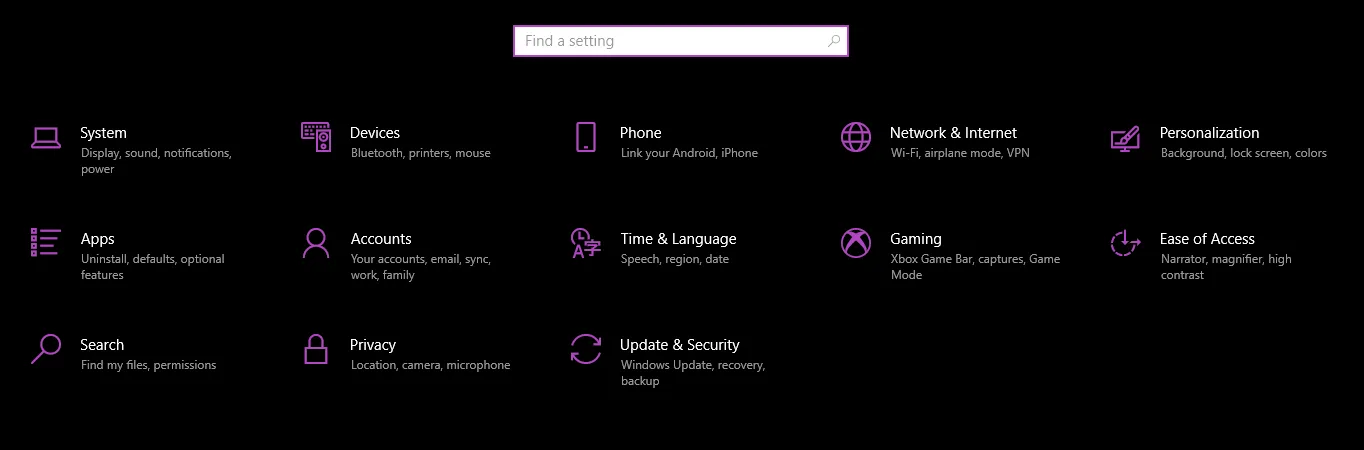 Find a setting
System
Display, sound, notifications,
power
Devices
Bluetooth, printers, mouse
Phone
Link your Android, iPhone
Network & Internet
Wi-Fi, airplane mode, VPN
Personalization
Background, lock screen, colors
Apps
Uninstall, defaults, optional
features
Accounts
Your accounts, email, sync,
work, family
Time & Language
Speech, region, date
Gaming
Xbox Game Bar, captures, Game
Mode
Ease of Access
Narrator, magnifier, high
contrast
Search
Find my files, permissions
Privacy
Location, camera, microphone
Update & Security
Windows Update, recovery,
backup